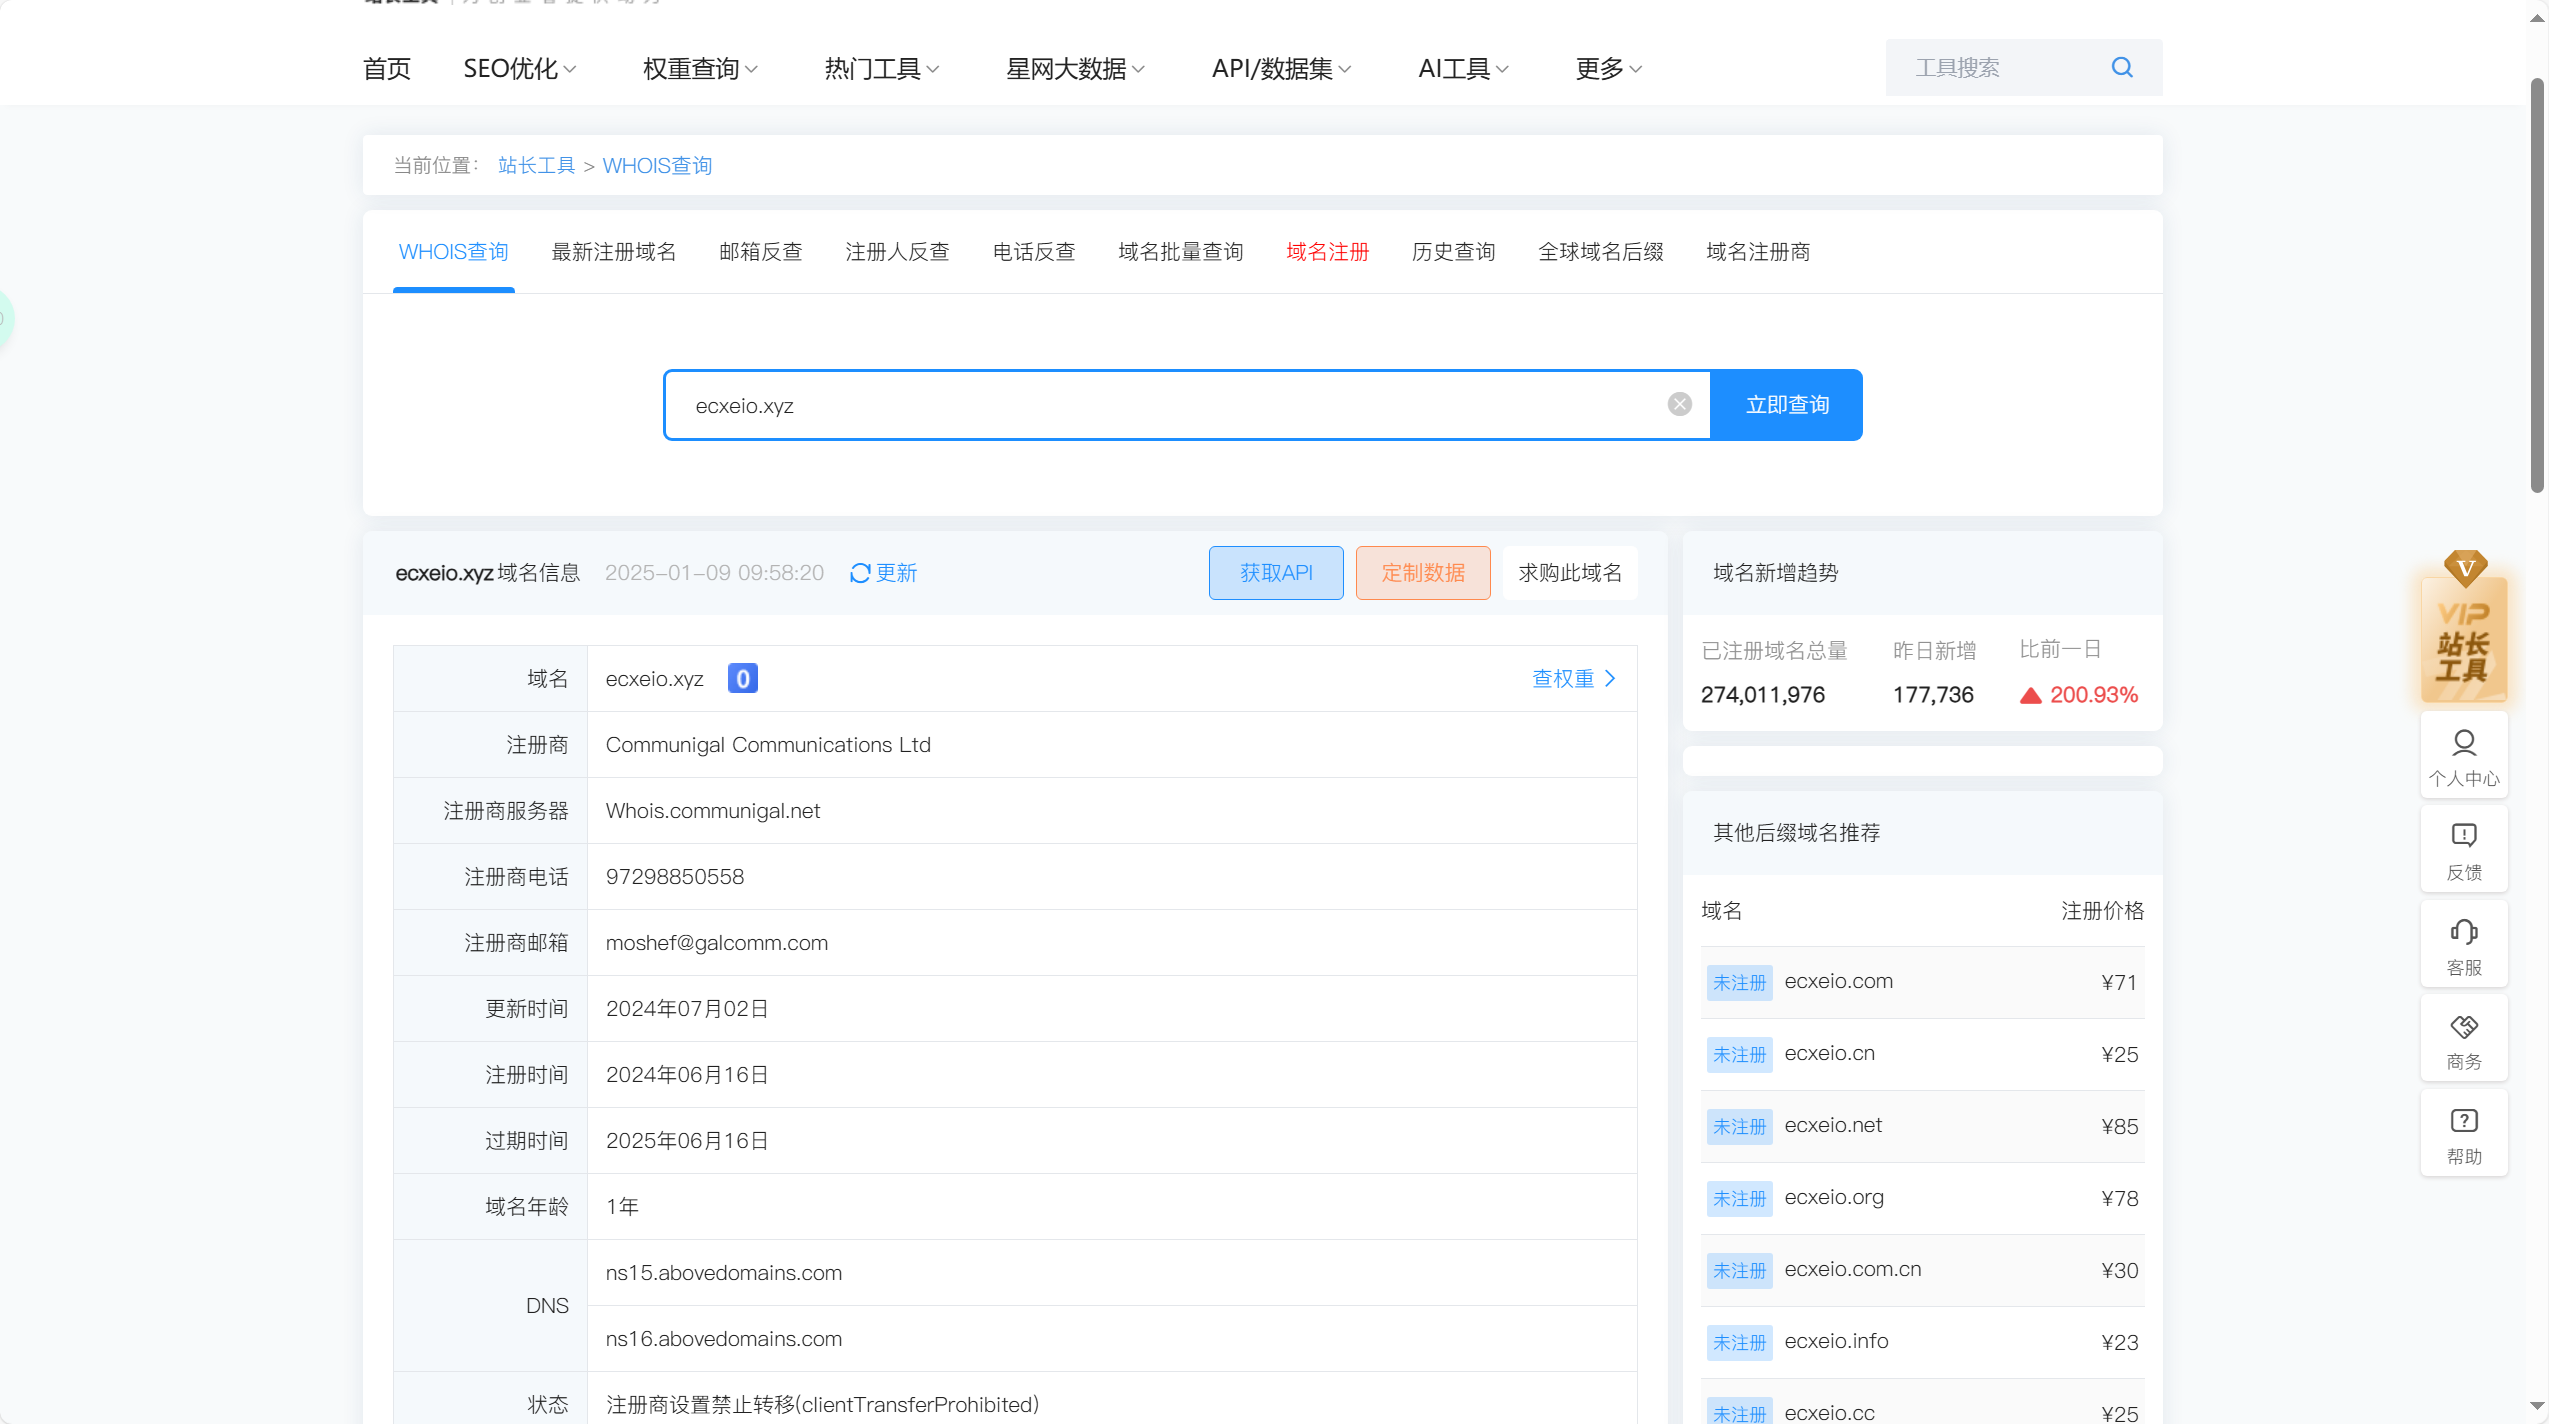 首页 SEO优化 权重查询 热门工具 星网大数据 API/数据集 AI工具 更多 工具搜索
当前位置： 站长工具 > WHOIS查询
WHOIS查询 最新注册域名 邮箱反查 注册人反查 电话反查 域名批量查询 域名注册 历史查询 全球域名后缀 域名注册商
ecxeio.xyz 立即查询
ecxeio.xyz 域名信息 2025-01-09 09:58:20 更新 获取API 定制数据 求购此域名
域名 ecxeio.xyz 0 查权重
注册商 Communigal Communications Ltd
注册商服务器 Whois.communigal.net
注册商电话 97298850558
注册商邮箱 moshef@galcomm.com
更新时间 2024年07月02日
注册时间 2024年06月16日
过期时间 2025年06月16日
域名年龄 1年
DNS ns15.abovedomains.com
ns16.abovedomains.com
状态 注册商设置禁止转移(clientTransferProhibited)
域名新增趋势
已注册域名总量 昨日新增 比前一日
274,011,976 177,736 200.93%
其他后缀域名推荐
域名 注册价格
未注册 ecxeio.com ¥71
未注册 ecxeio.cn ¥25
未注册 ecxeio.net ¥85
未注册 ecxeio.org ¥78
未注册 ecxeio.com.cn ¥30
未注册 ecxeio.info ¥23
未注册 ecxeio.cc ¥25
V
VIP
站长
工具
个人中心
反馈
客服
商务
帮助